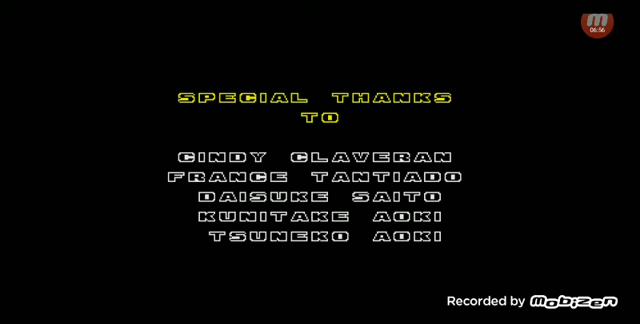 06:56
SPECIAL THANKS
TO
CINDY CLAVERAN
FRANCE TANTIADO
DAISUKE SAITO
KUNITAKE AOKI
TSUNEKO AOKI
Recorded by Mobizen